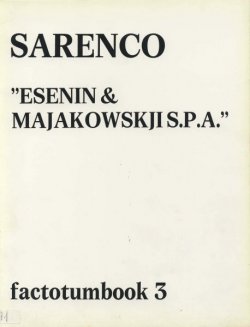 SARENCO
"ESENIN &
MAJAKOWSKJI S.P.A."
factotumbook 3